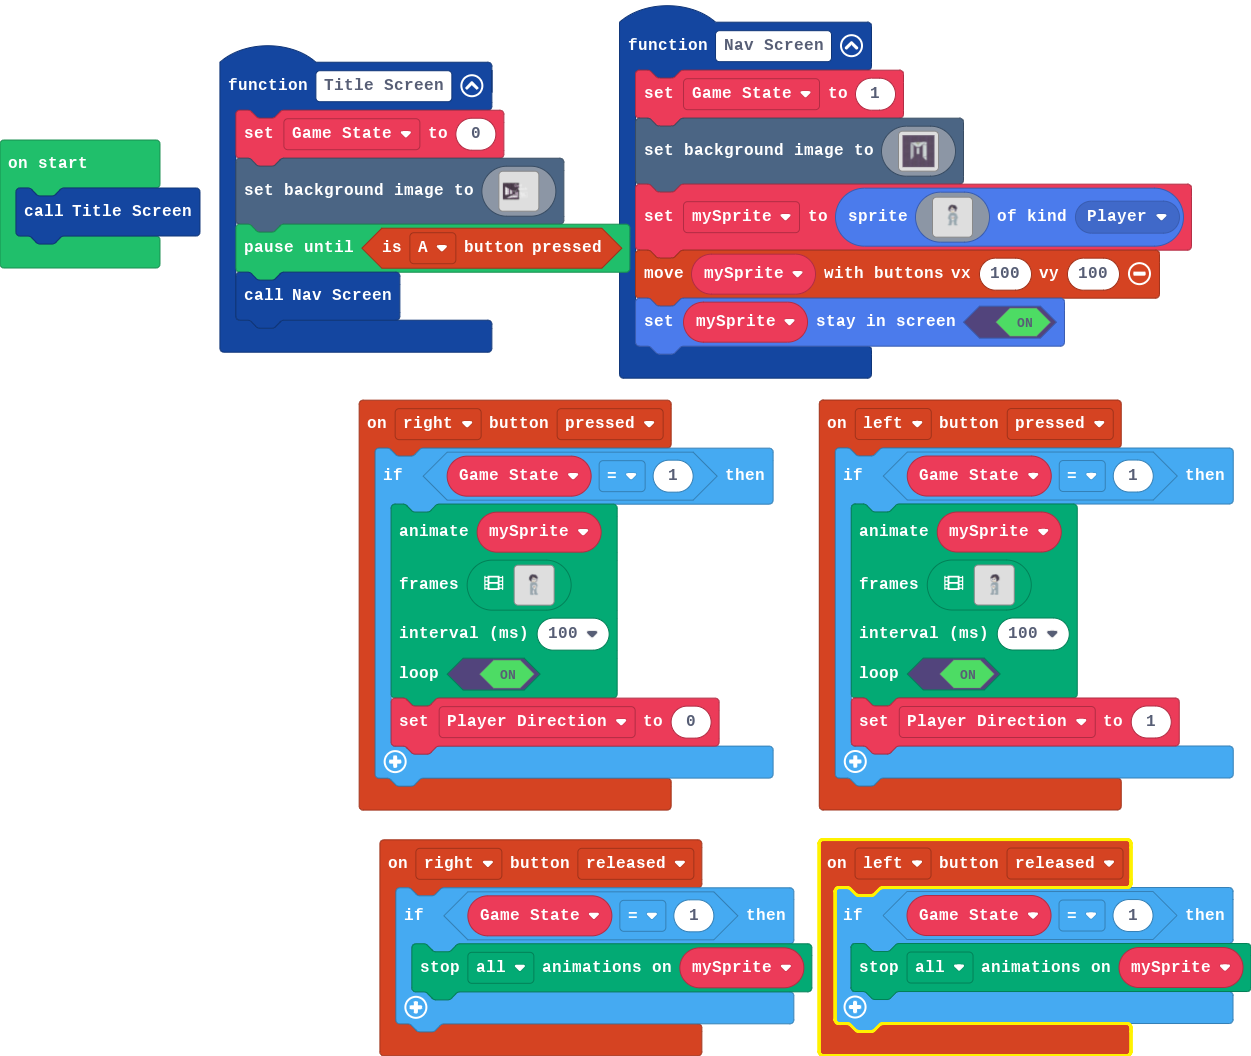 on start
call Title Screen
function Title Screen
set Game State to 0
set background image to
pause until is A button pressed
call Nav Screen
function Nav Screen
set Game State to 1
set background image to
set mySprite to sprite of kind Player
move mySprite with buttons vx 100 vy 100
set mySprite stay in screen ON
on right button pressed
if Game State = 1 then
animate mySprite
frames
interval (ms) 100
loop ON
set Player Direction to 0
on left button pressed
if Game State = 1 then
animate mySprite
frames
interval (ms) 100
loop ON
set Player Direction to 1
on right button released
if Game State = 1 then
stop all animations on mySprite
on left button released
if Game State = 1 then
stop all animations on mySprite